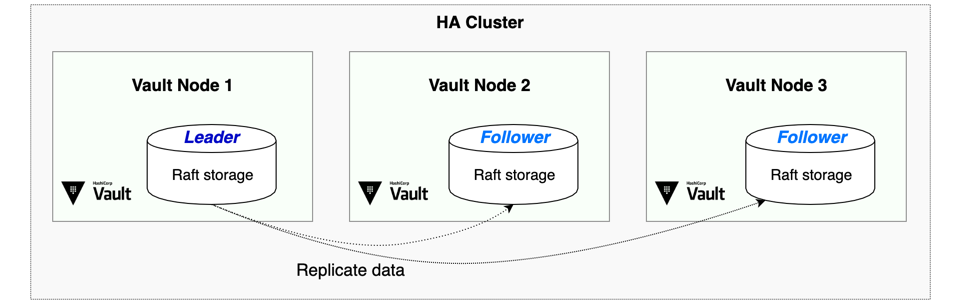 HA Cluster
Vault Node 1
Vault Node 2
Vault Node 3
Leader
Follower
Follower
Raft storage
Raft storage
Raft storage
HashiCorp
Vault
HashiCorp
Vault
HashiCorp
Vault
Replicate data